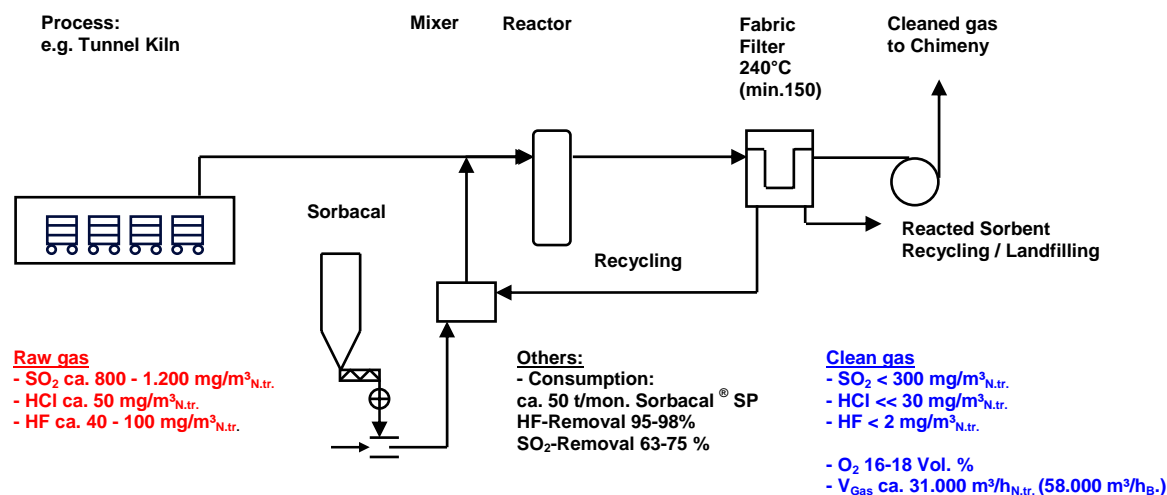 Process:
e.g. Tunnel Kiln
Mixer
Reactor
Fabric
Filter
240°C
(min.150)
Cleaned gas
to Chimeny
Sorbacal
Recycling
Reacted Sorbent
Recycling / Landfilling
Raw gas
- SO₂ ca. 800 - 1.200 mg/m³N.tr.
- HCl ca. 50 mg/m³N.tr.
- HF ca. 40 - 100 mg/m³N.tr.
Others:
- Consumption:
ca. 50 t/mon. Sorbacal ® SP
HF-Removal 95-98%
SO₂-Removal 63-75 %
Clean gas
- SO₂ < 300 mg/m³N.tr.
- HCl << 30 mg/m³N.tr.
- HF < 2 mg/m³N.tr.
- O₂ 16-18 Vol. %
- VGas ca. 31.000 m³/hN.tr. (58.000 m³/hB.)